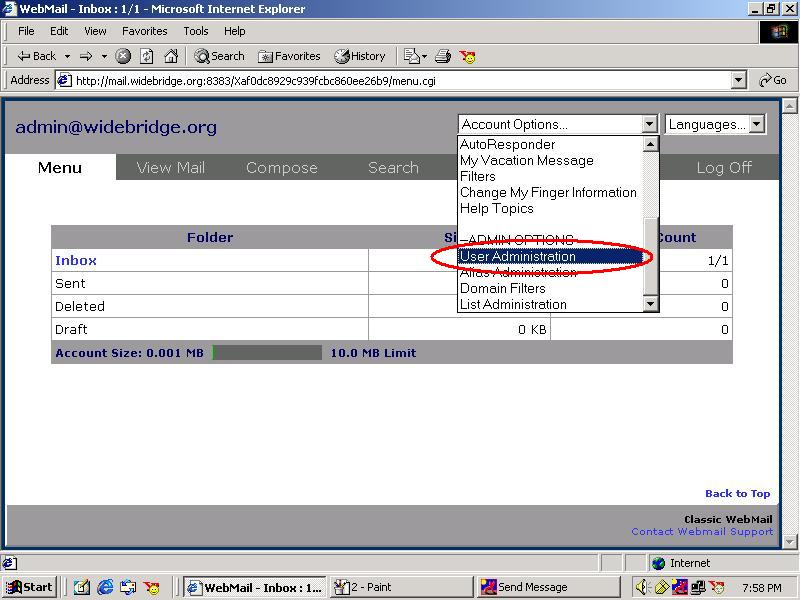 WebMail - Inbox : 1/1 - Microsoft Internet Explorer
File Edit View Favorites Tools Help
Back Search Favorites History
Address http://mail.widebridge.org:8383/Xaf0dc8929c939fcbc860ee26b9/menu.cgi Go
admin@widebridge.org
Account Options... Languages...
AutoResponder
My Vacation Message
Filters
Change My Finger Information
Help Topics
--ADMIN OPTIONS--
User Administration
Alias Administration
Domain Filters
List Administration
Menu View Mail Compose Search Log Off
Folder Si Count
Inbox 1/1
Sent 0
Deleted 0
Draft 0 KB 0
Account Size: 0.001 MB 10.0 MB Limit
Back to Top
Classic WebMail
Contact Webmail Support
Internet
Start WebMail - Inbox : 1... 2 - Paint Send Message 7:58 PM